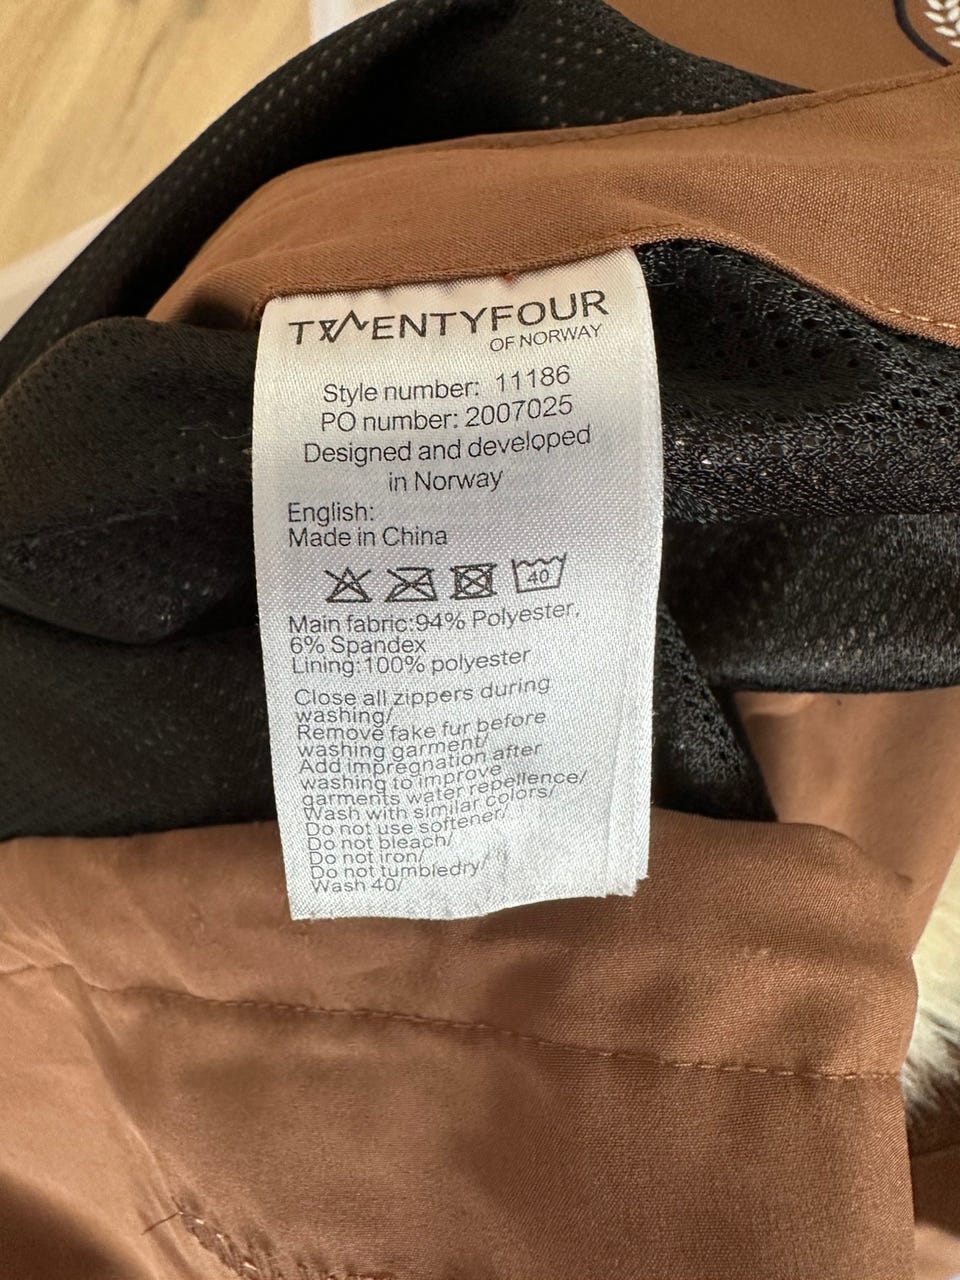 TWENTYFOUR
OF NORWAY
Style number: 11186
PO number: 2007025
Designed and developed
in Norway
English:
Made in China
40
Main fabric:94% Polyester,
6% Spandex
Lining:100% polyester
Close all zippers during
washing/
Remove fake fur before
washing garment/
Add impregnation after
washing to improve
garments water repellence/
Wash with similar colors/
Do not use softener/
Do not bleach/
Do not iron/
Do not tumbledry/
Wash 40/